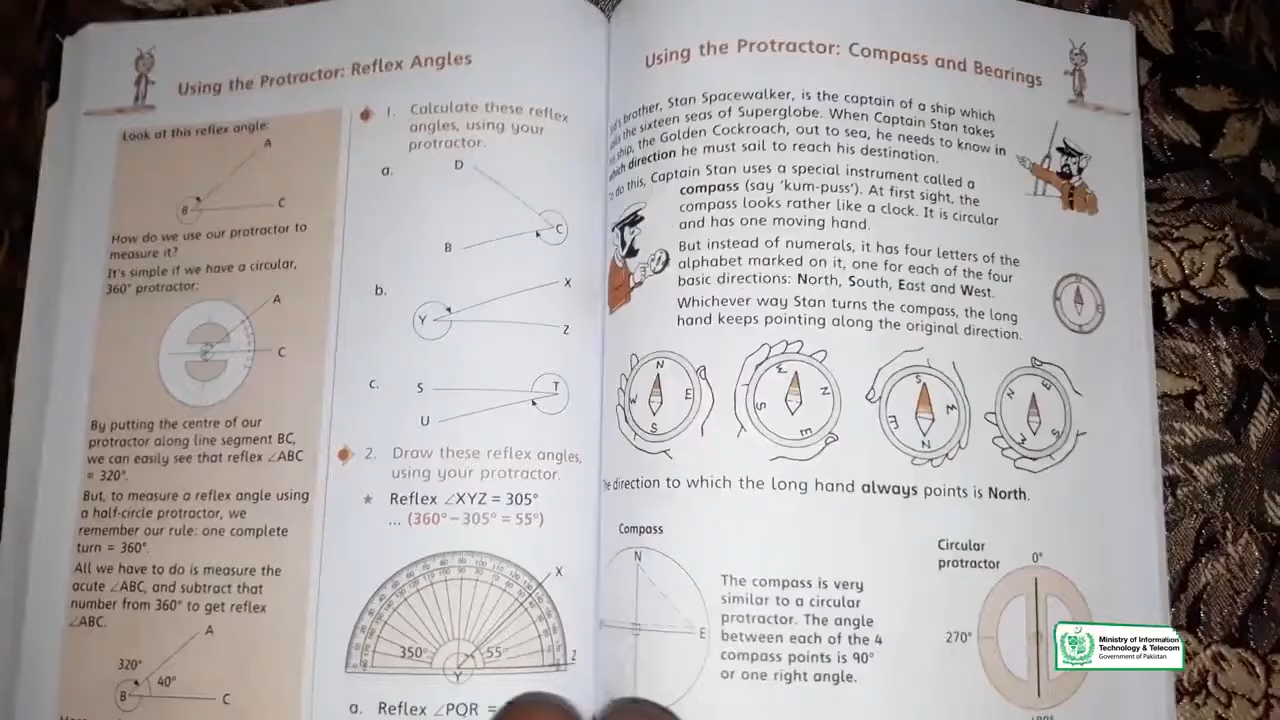 Using the Protractor: Reflex Angles
Look at this reflex angle:
A
B
C
How do we use our protractor to
measure it?
It's simple if we have a circular,
360° protractor:
A
C
By putting the centre of our
protractor along line segment BC,
we can easily see that reflex ∠ABC
= 320°.
But, to measure a reflex angle using
a half-circle protractor, we
remember our rule: one complete
turn = 360°.
All we have to do is measure the
acute ∠ABC, and subtract that
number from 360° to get reflex
∠ABC.
A
320°
40°
B
C
1. Calculate these reflex
angles, using your
protractor.
a.
D
C
B
b.
X
Y
Z
c.
S
T
U
2. Draw these reflex angles,
using your protractor.
★ Reflex ∠XYZ = 305°
... (360° – 305° = 55°)
X
350°
55°
Z
Y
a. Reflex ∠PQR =
Using the Protractor: Compass and Bearings
brother, Stan Spacewalker, is the captain of a ship which
the sixteen seas of Superglobe. When Captain Stan takes
ship, the Golden Cockroach, out to sea, he needs to know in
which direction he must sail to reach his destination.
To do this, Captain Stan uses a special instrument called a
compass (say ‘kum-puss’). At first sight, the
compass looks rather like a clock. It is circular
and has one moving hand.
But instead of numerals, it has four letters of the
alphabet marked on it, one for each of the four
basic directions: North, South, East and West.
Whichever way Stan turns the compass, the long
hand keeps pointing along the original direction.
N
W E
S
W
S N
E
S
E W
N
N E
W S
The direction to which the long hand always points is North.
Compass
N
E
The compass is very
similar to a circular
protractor. The angle
between each of the 4
compass points is 90°
or one right angle.
Circular
protractor
0°
270°
Ministry of Information
Technology & Telecom
Government of Pakistan